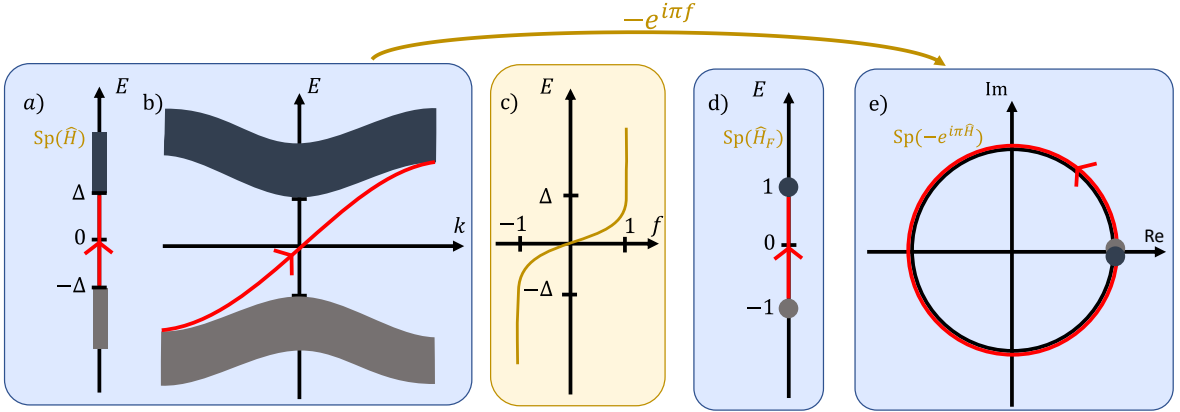 −e^{iπf}
a)
E
Sp(Ĥ)
Δ
0
−Δ
b)
E
k
c)
E
Δ
−1
1
f
−Δ
d)
E
Sp(Ĥ_F)
1
0
−1
e)
Im
Sp(−e^{iπĤ})
Re